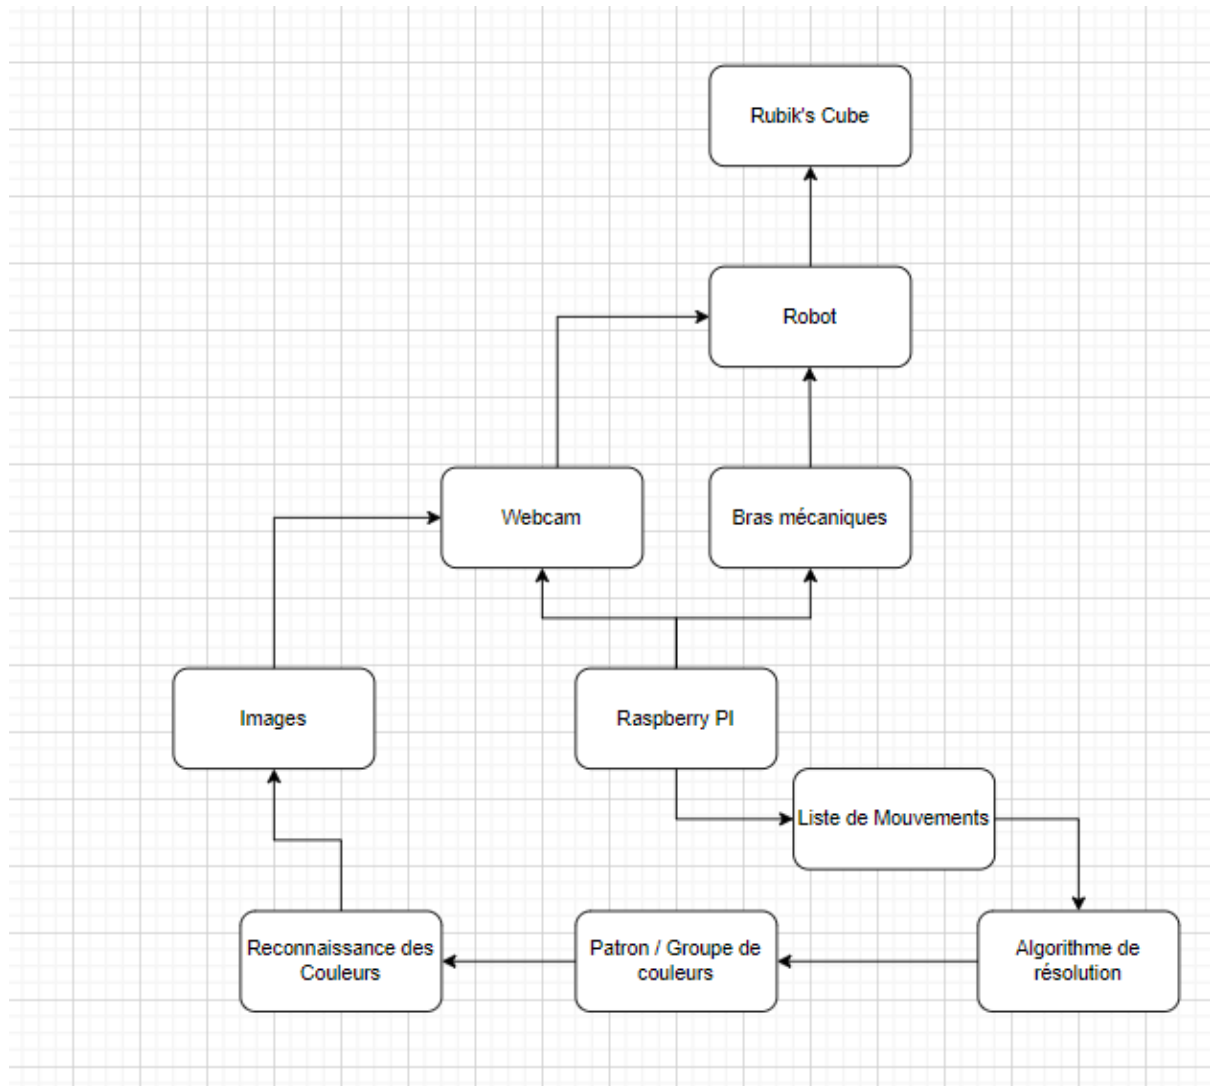 Rubik's Cube
Robot
Webcam
Bras mécaniques
Images
Raspberry PI
Liste de Mouvements
Reconnaissance des
Couleurs
Patron / Groupe de
couleurs
Algorithme de
résolution